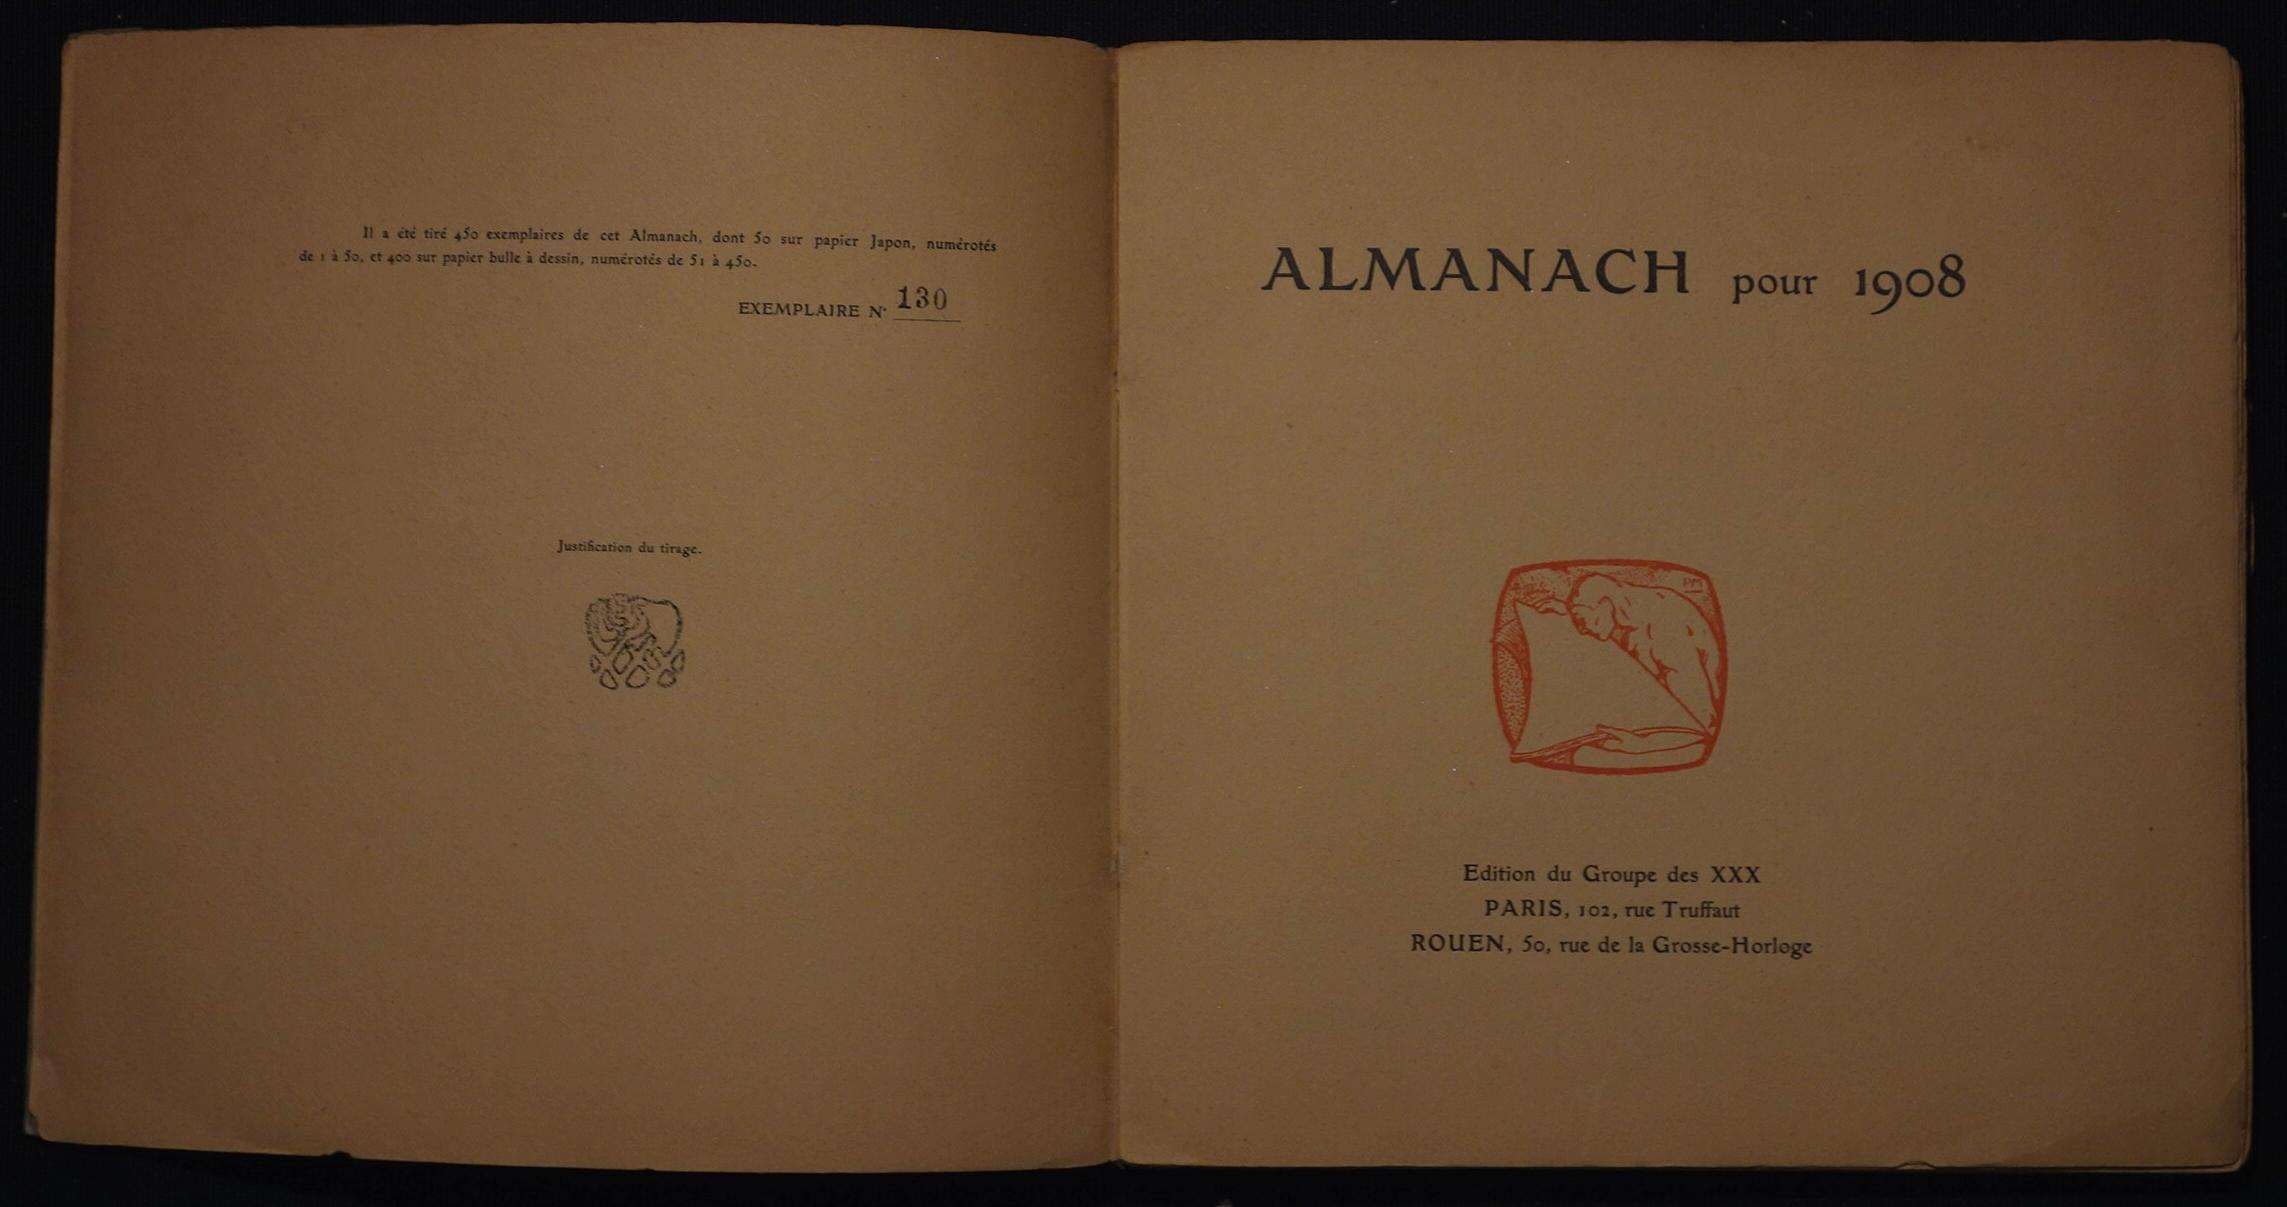 Il a été tiré 450 exemplaires de cet Almanach, dont 50 sur papier Japon, numérotés
de 1 à 50, et 400 sur papier bulle à dessin, numérotés de 51 à 450.
EXEMPLAIRE N° 130
Justification du tirage.
ALMANACH pour 1908
PM
Edition du Groupe des XXX
PARIS, 102, rue Truffaut
ROUEN, 50, rue de la Grosse-Horloge